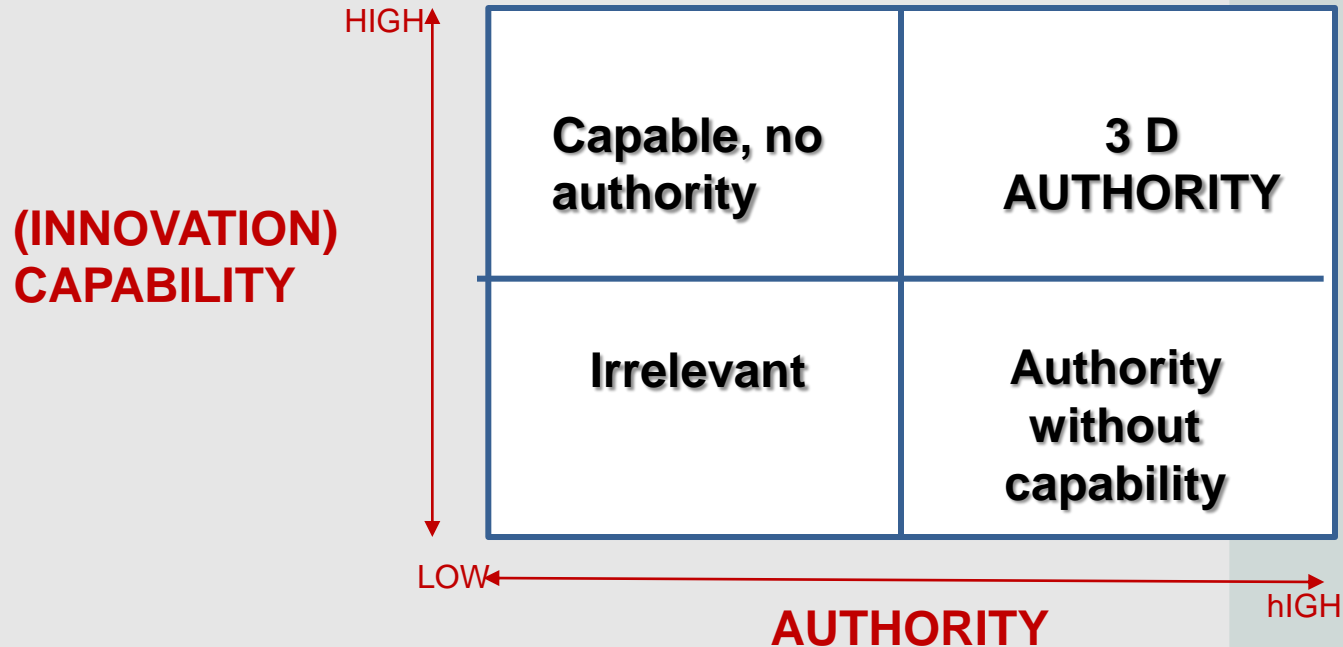 HIGH
Capable, no
authority
3 D
AUTHORITY
(INNOVATION)
CAPABILITY
Irrelevant
Authority
without
capability
LOW
hIGH
AUTHORITY